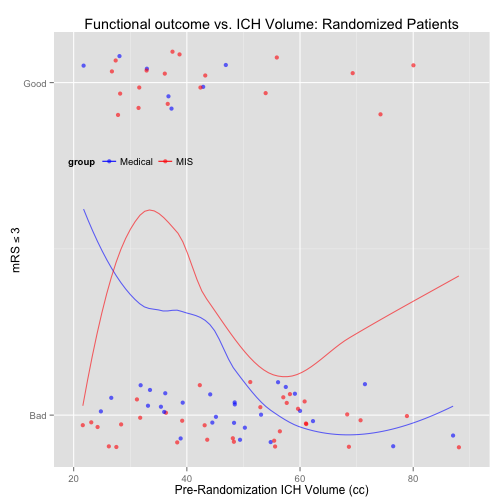 Functional outcome vs. ICH Volume: Randomized Patients
Good
group Medical MIS
mRS ≤ 3
Bad
20 40 60 80
Pre-Randomization ICH Volume (cc)